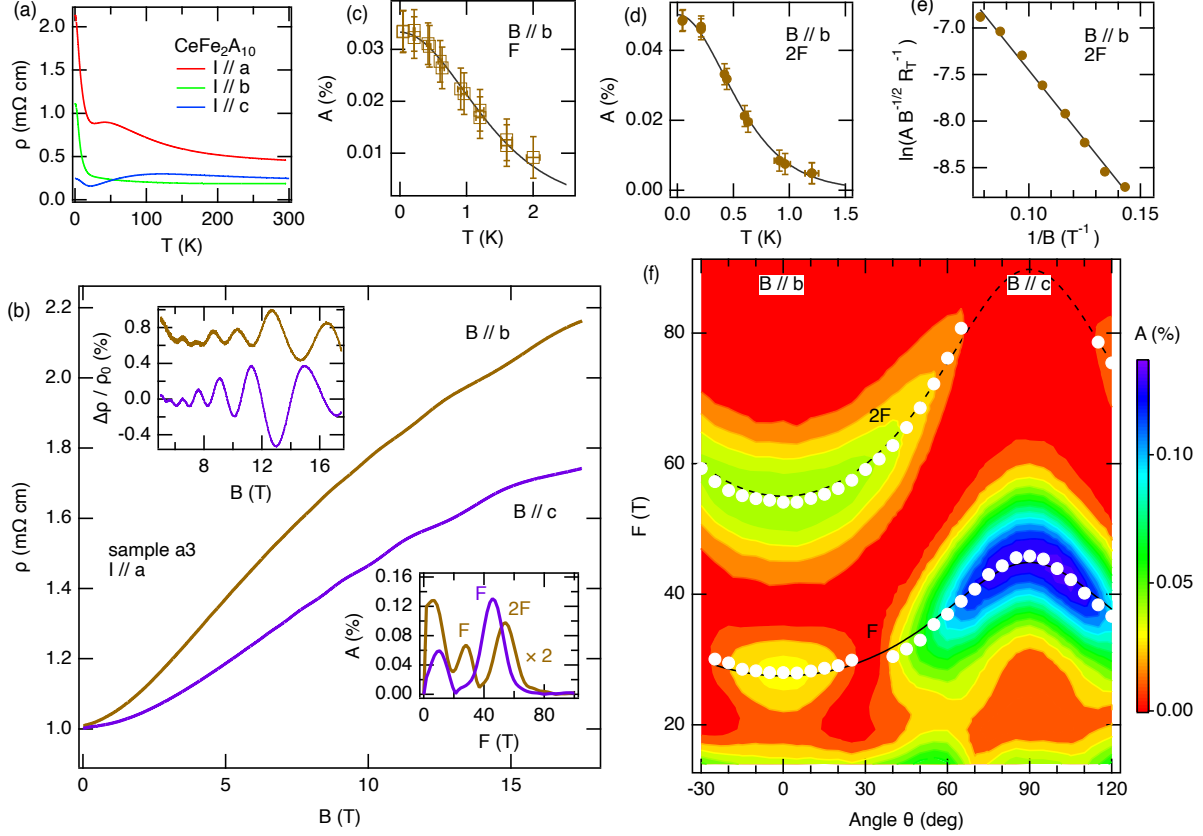 (a)
CeFe2A10
I // a
I // b
I // c
ρ (mΩ cm)
2.0
1.5
1.0
0.5
0.0
0 100 200 300
T (K)
(c)
B // b
F
A (%)
0.03
0.02
0.01
0 1 2
T (K)
(d)
B // b
2F
A (%)
0.04
0.02
0.00
0.0 0.5 1.0 1.5
T (K)
(e)
B // b
2F
ln(A B^-1/2 R_T^-1)
-7.0
-7.5
-8.0
-8.5
0.10 0.12 0.14
1/B (T^-1)
(b)
ρ (mΩ cm)
2.2
2.0
1.8
1.6
1.4
1.2
1.0
0 5 10 15
B (T)
B // b
B // c
sample a3
I // a
Δρ / ρ0 (%)
0.8
0.4
0.0
-0.4
8 12 16
B (T)
A (%)
0.16
0.12
0.08
0.04
0.00
F
F
2F
× 2
0 40 80
F (T)
(f)
B // b
B // c
2F
F
F (T)
80
60
40
20
-30 0 30 60 90 120
Angle θ (deg)
A (%)
0.10
0.05
0.00